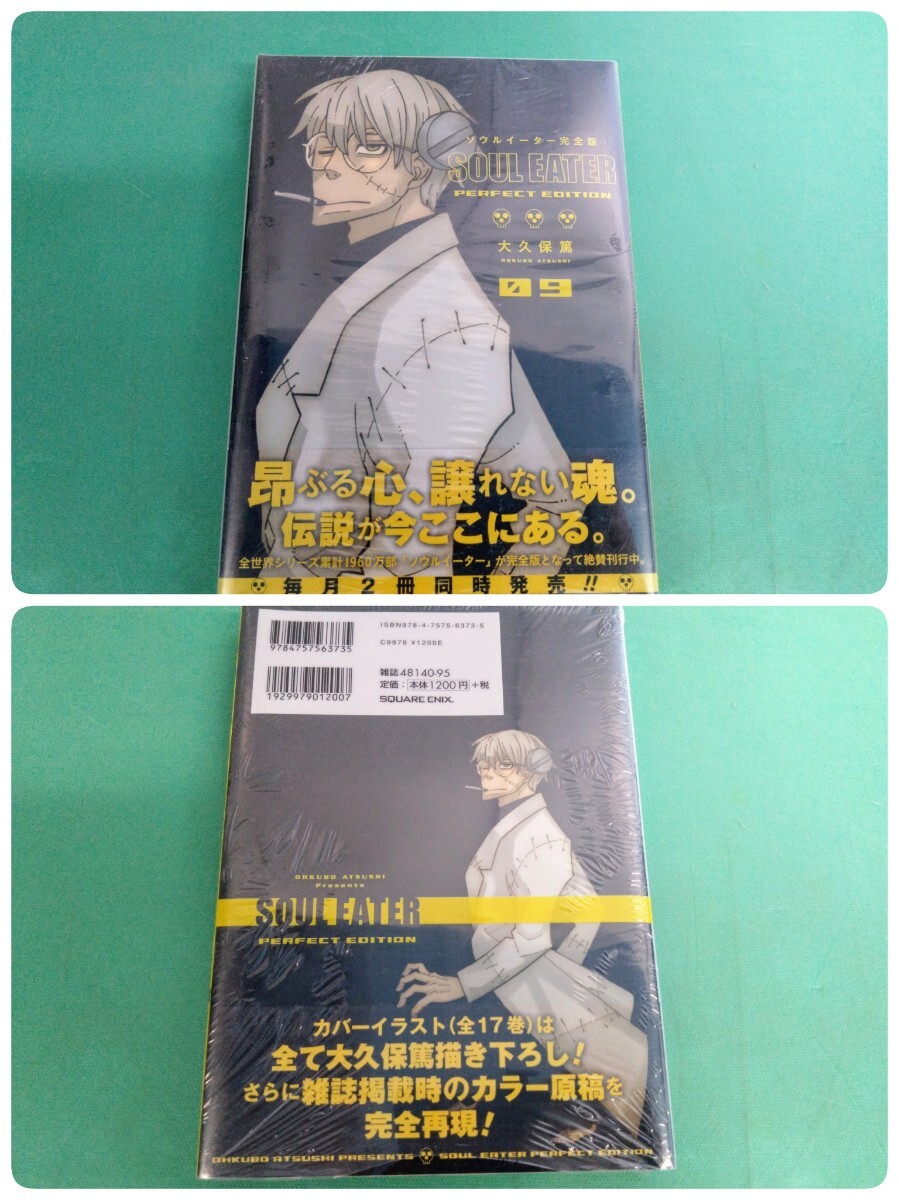 ソウルイーター完全版
SOUL EATER
PERFECT EDITION
大久保篤
OHKUBO ATSUSHI
09
昂ぶる心、譲れない魂。
伝説が今ここにある。
全世界シリーズ累計1960万部「ソウルイーター」が完全版となって絶賛刊行中。
毎月2冊同時発売!!
ISBN978-4-7575-6373-5
C9979 ¥1200E
9784757563735
雑誌 48140-95
定価:本体1200円+税
1929979012007
SQUARE ENIX.
OHKUBO ATSUSHI
Presents
SOUL EATER
PERFECT EDITION
カバーイラスト(全17巻)は
全て大久保篤描き下ろし!
さらに雑誌掲載時のカラー原稿を
完全再現!
OHKUBO ATSUSHI PRESENTS SOUL EATER PERFECT EDITION